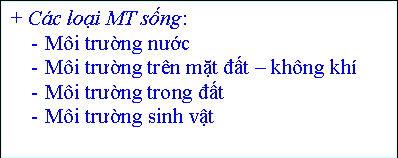 + Các loại MT sống:
- Môi trường nước
- Môi trường trên mặt đất – không khí
- Môi trường trong đất
- Môi trường sinh vật